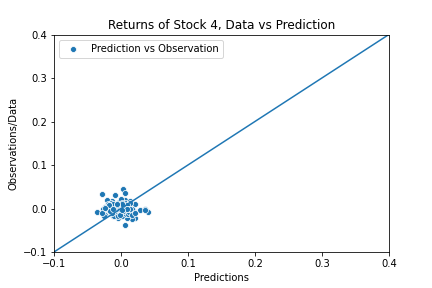 Returns of Stock 4, Data vs Prediction
Prediction vs Observation
0.4
0.3
0.2
0.1
0.0
−0.1
Observations/Data
−0.1 0.0 0.1 0.2 0.3 0.4
Predictions